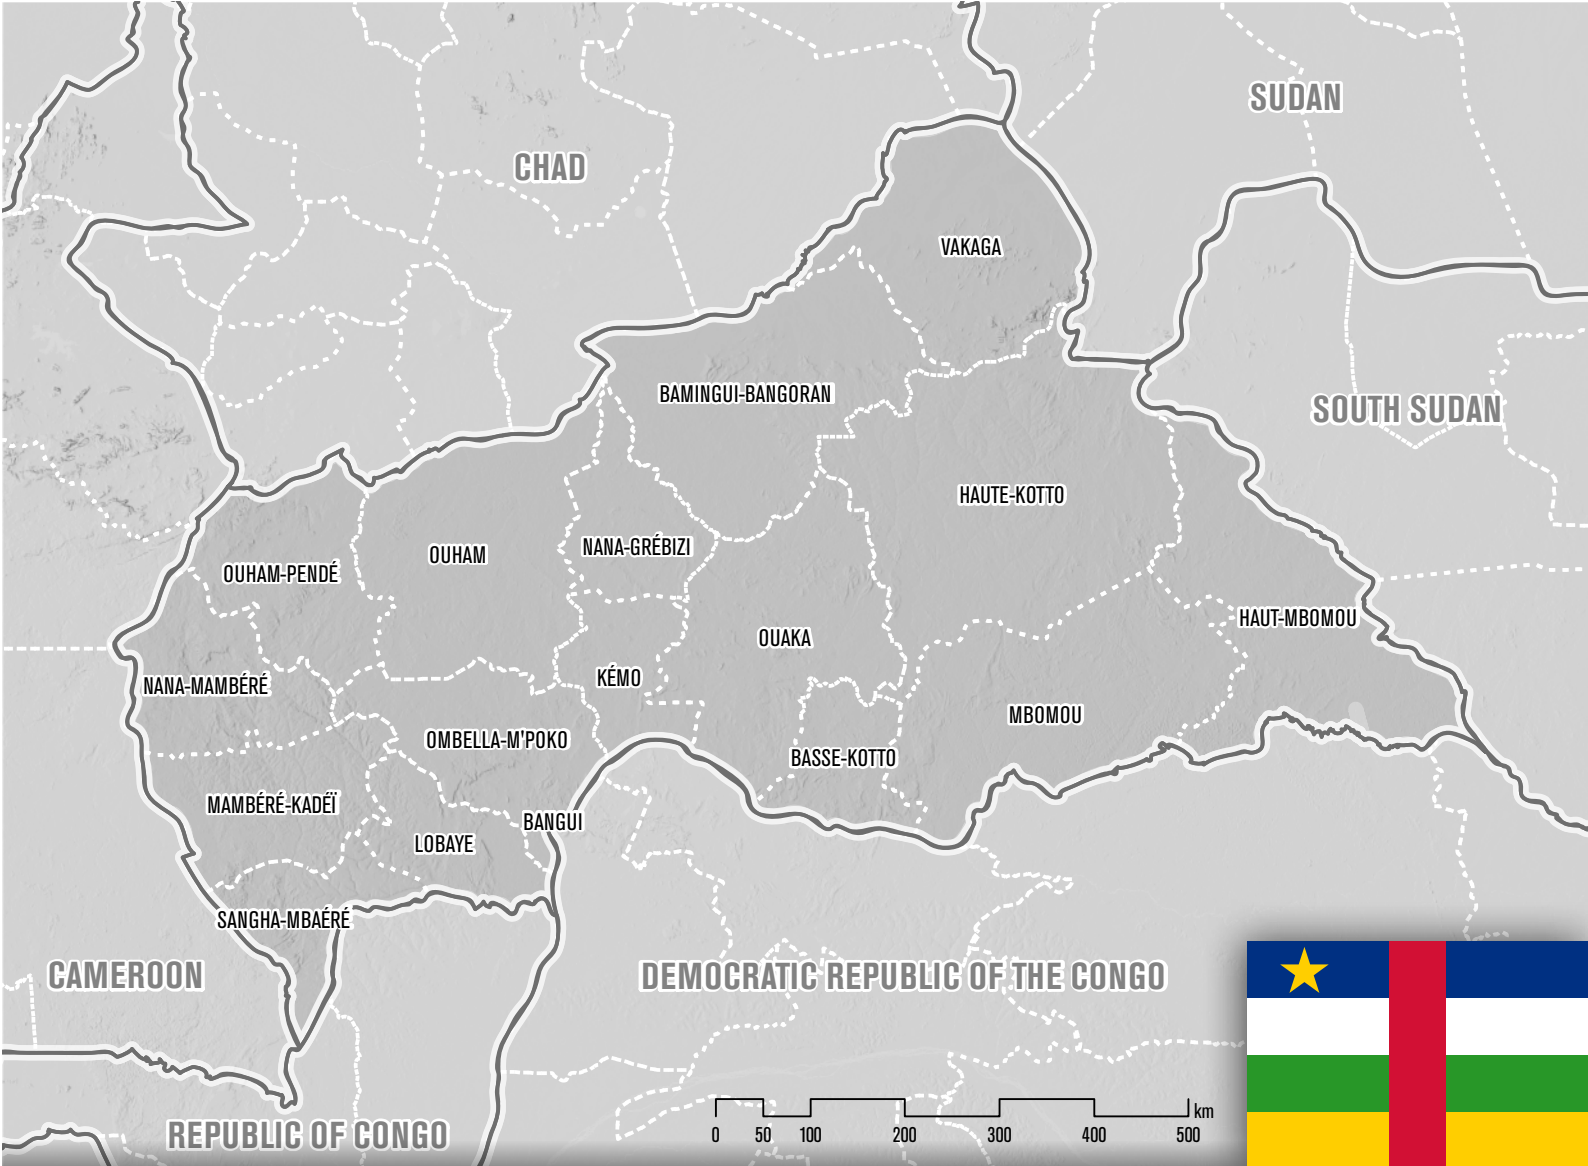 SUDAN
CHAD
VAKAGA
BAMINGUI-BANGORAN
SOUTH SUDAN
HAUTE-KOTTO
NANA-GRÉBIZI
OUHAM
OUHAM-PENDÉ
HAUT-MBOMOU
OUAKA
KÉMO
NANA-MAMBÉRÉ
MBOMOU
OMBELLA-M'POKO
BASSE-KOTTO
MAMBÉRÉ-KADÉÏ
BANGUI
LOBAYE
SANGHA-MBAÉRÉ
CAMEROON
DEMOCRATIC REPUBLIC OF THE CONGO
REPUBLIC OF CONGO
km
0 50 100 200 300 400 500